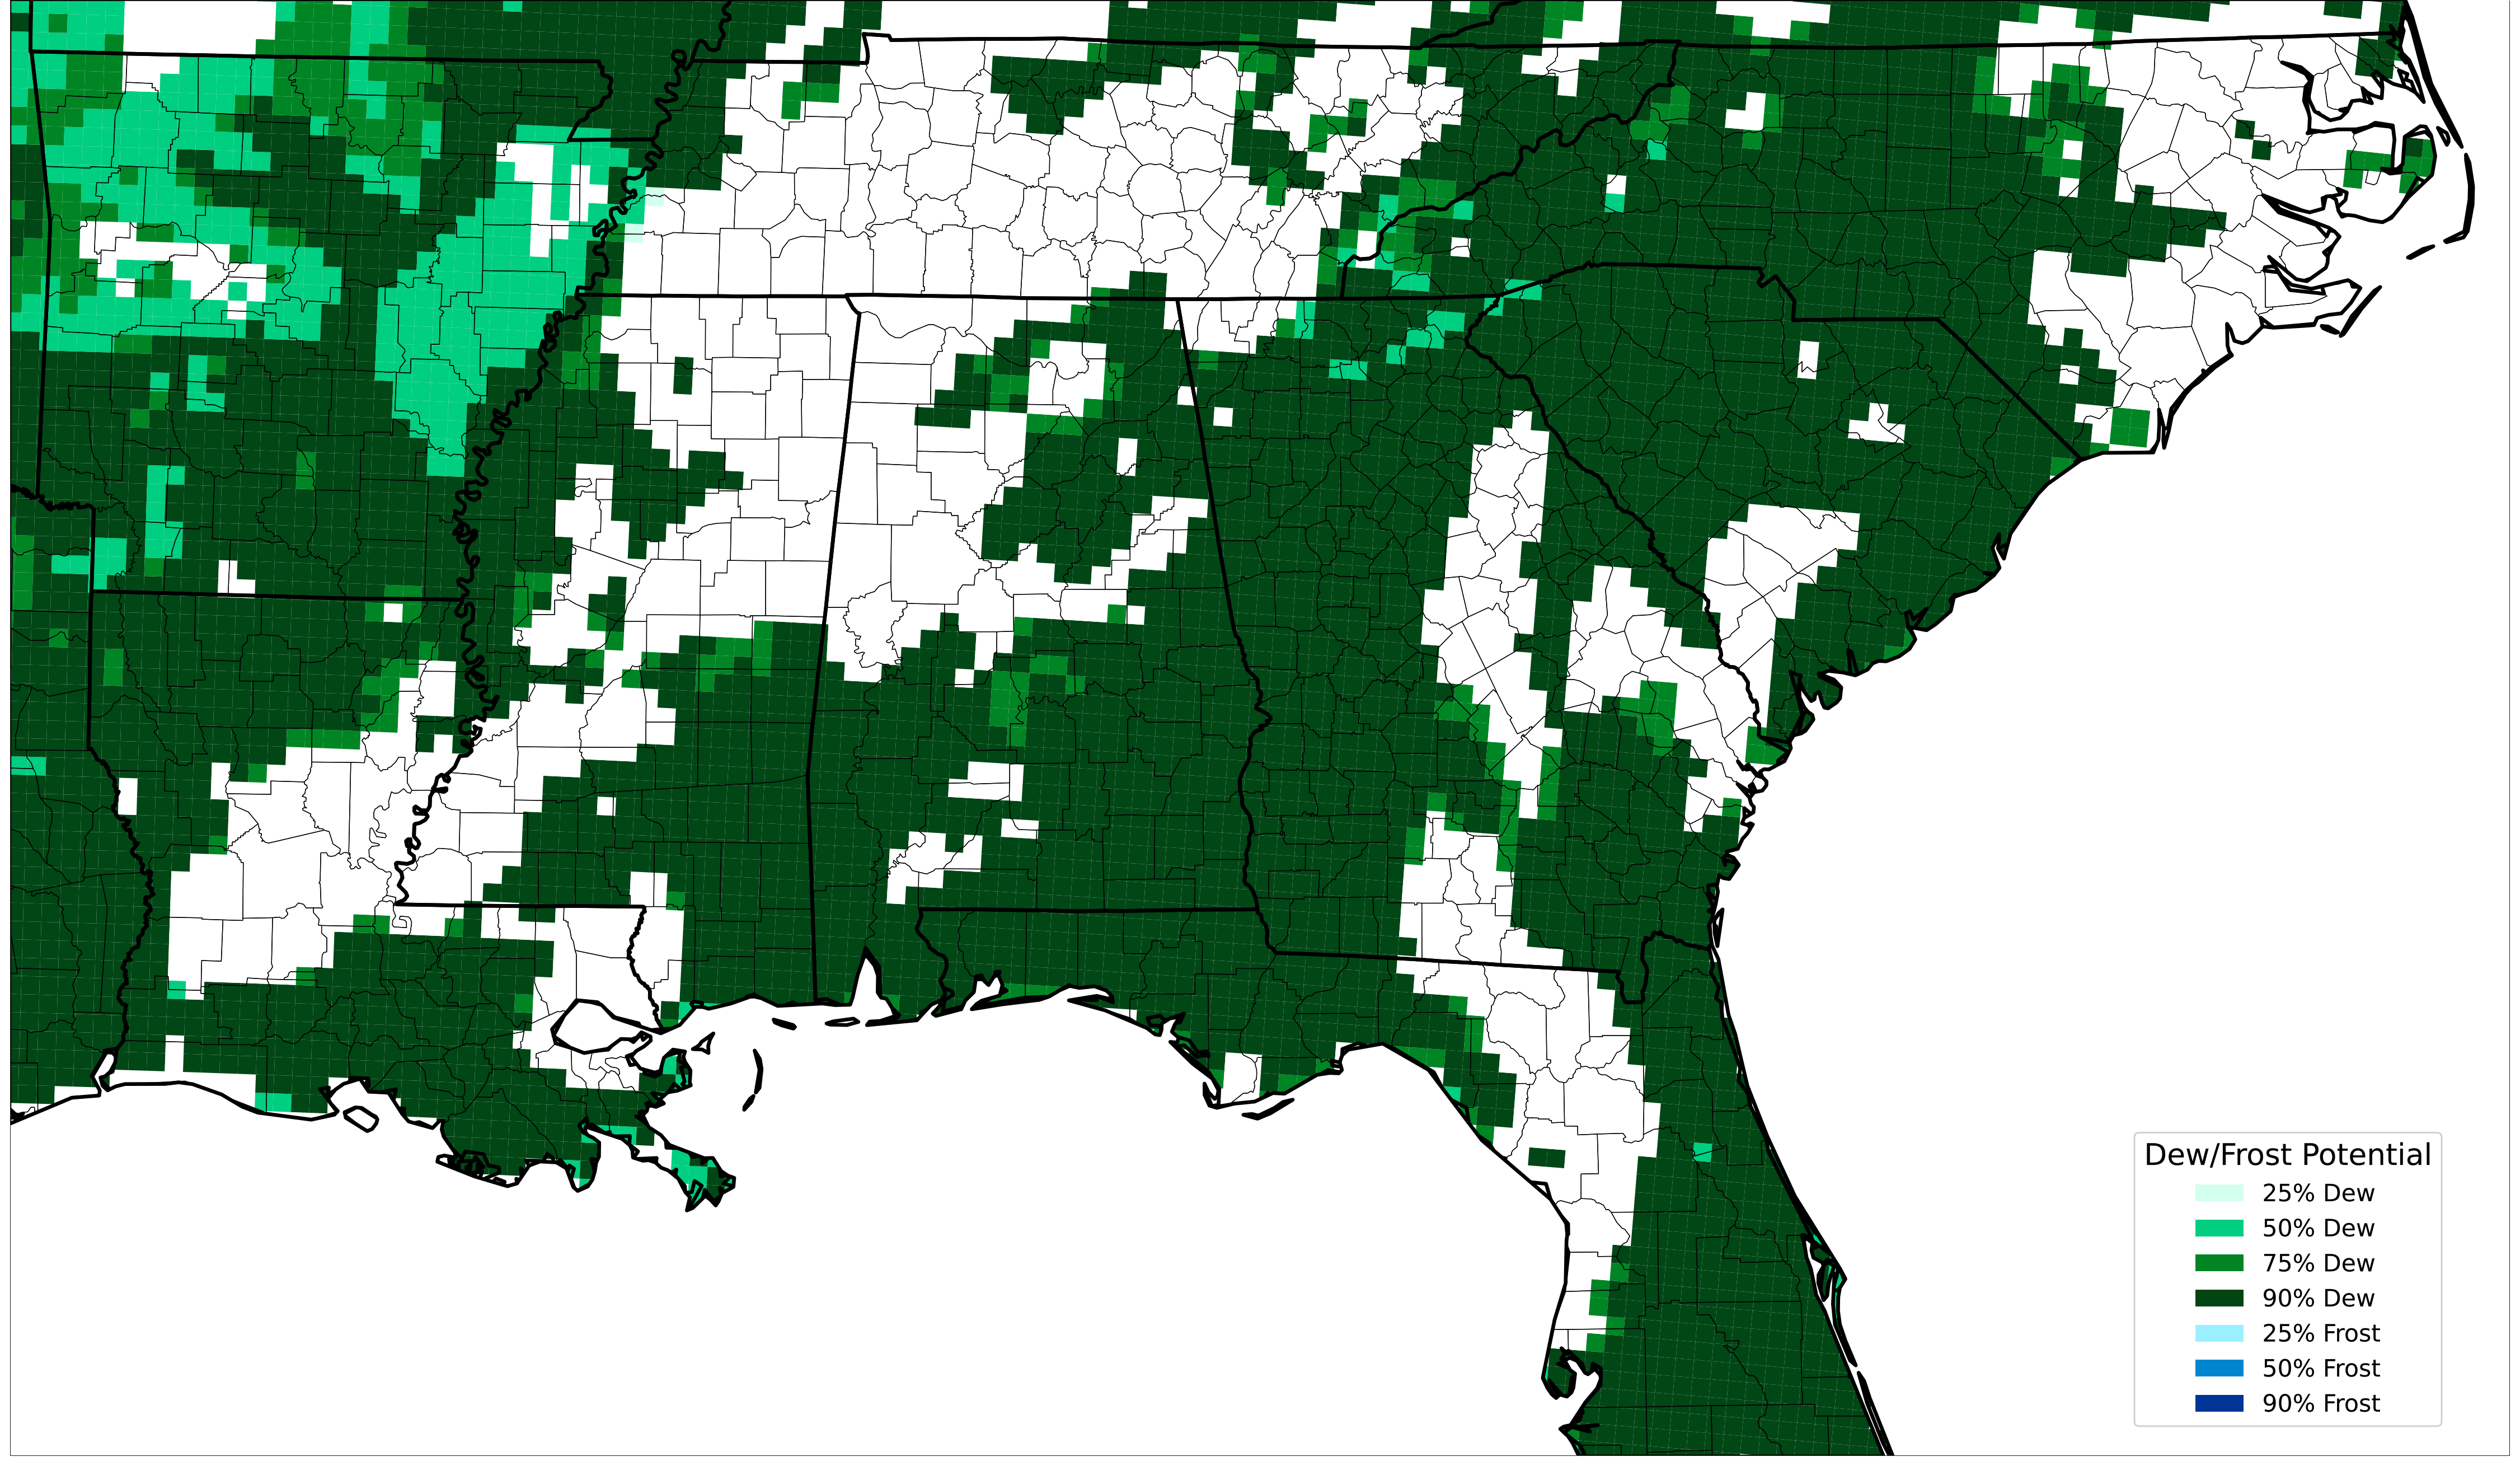 Dew/Frost Potential
25% Dew
50% Dew
75% Dew
90% Dew
25% Frost
50% Frost
90% Frost